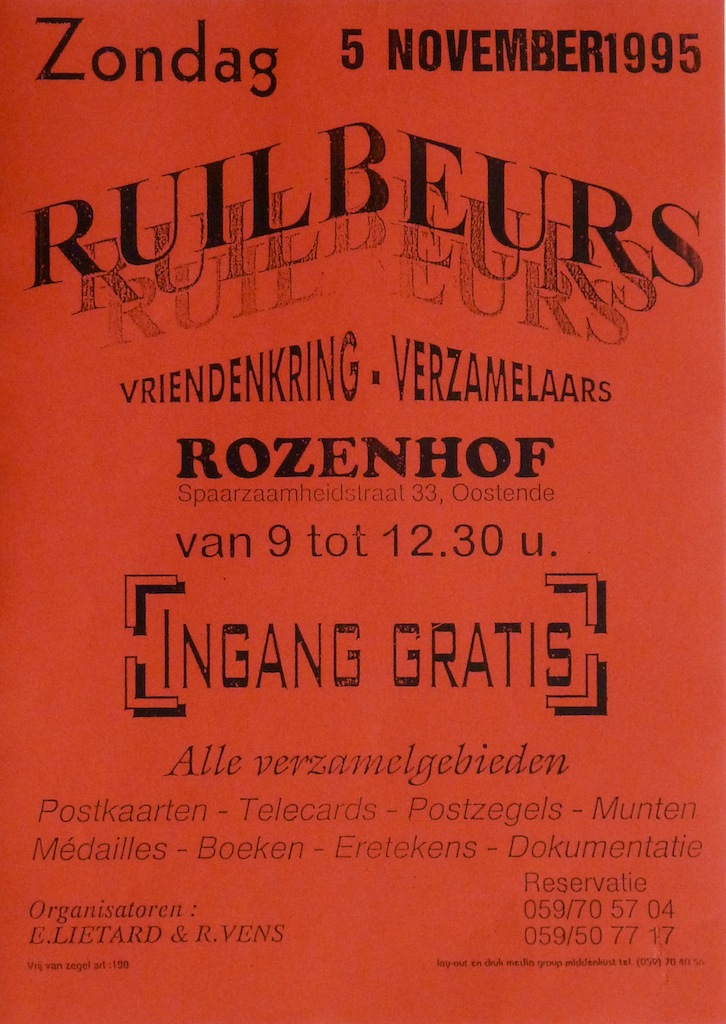 Zondag 5 NOVEMBER1995
RUILBEURS
RUILBEURS
RUILBEURS
VRIENDENKRING - VERZAMELAARS
ROZENHOF
Spaarzaamheidstraat 33, Oostende
van 9 tot 12.30 u.
INGANG GRATIS
Alle verzamelgebieden
Postkaarten - Telecards - Postzegels - Munten
Médailles - Boeken - Eretekens - Dokumentatie
Reservatie
Organisatoren : 059/70 57 04
E.LIETARD & R.VENS 059/50 77 17
Vrij van zegel art :198 lay-out en druk media group middenkust tel. (059) 70 40